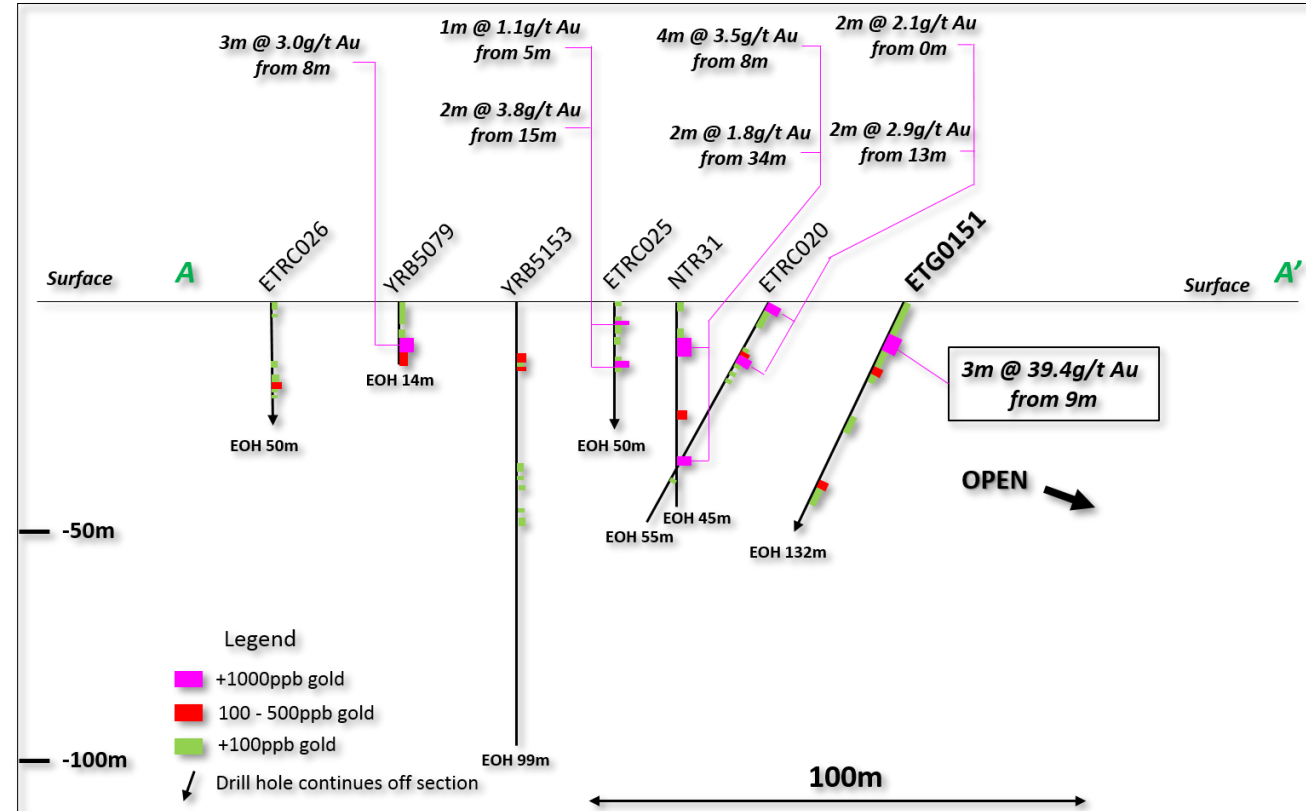 3m @ 3.0g/t Au
from 8m
1m @ 1.1g/t Au
from 5m
2m @ 3.8g/t Au
from 15m
4m @ 3.5g/t Au
from 8m
2m @ 1.8g/t Au
from 34m
2m @ 2.1g/t Au
from 0m
2m @ 2.9g/t Au
from 13m
Surface
A
ETRC026
YRB5079
YRB5153
ETRC025
NTR31
ETRC020
ETG0151
Surface
A’
EOH 14m
EOH 50m
EOH 50m
3m @ 39.4g/t Au
from 9m
OPEN
EOH 45m
EOH 55m
EOH 132m
-50m
Legend
+1000ppb gold
100 - 500ppb gold
+100ppb gold
Drill hole continues off section
EOH 99m
-100m
100m